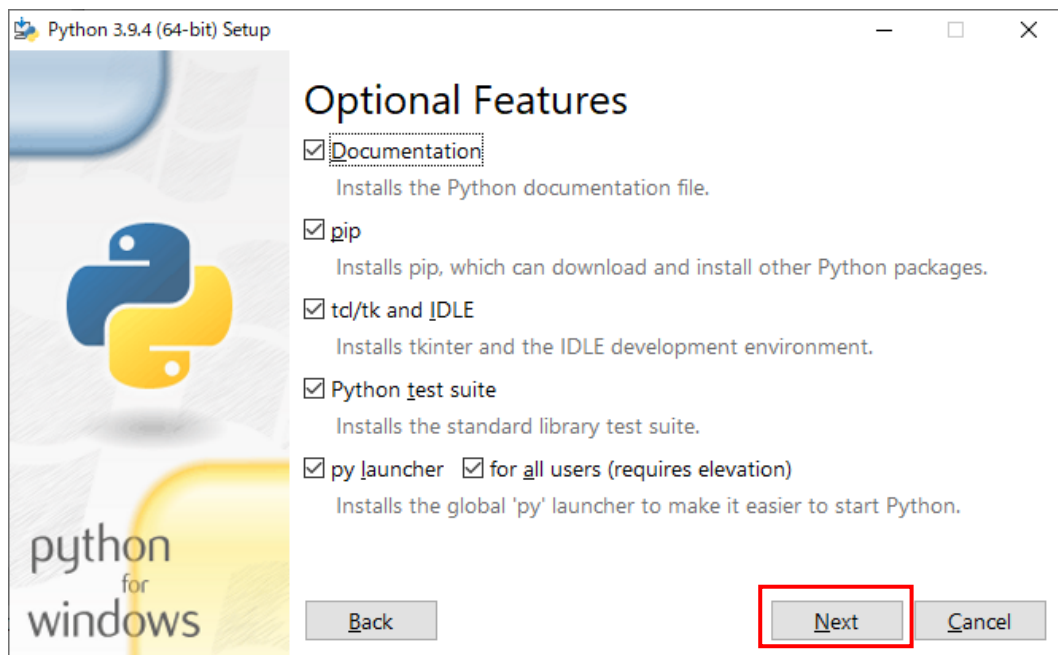 Python 3.9.4 (64-bit) Setup
Optional Features
Documentation
Installs the Python documentation file.
pip
Installs pip, which can download and install other Python packages.
tcl/tk and IDLE
Installs tkinter and the IDLE development environment.
Python test suite
Installs the standard library test suite.
py launcher for all users (requires elevation)
Installs the global 'py' launcher to make it easier to start Python.
python
for
windows
Back Next Cancel